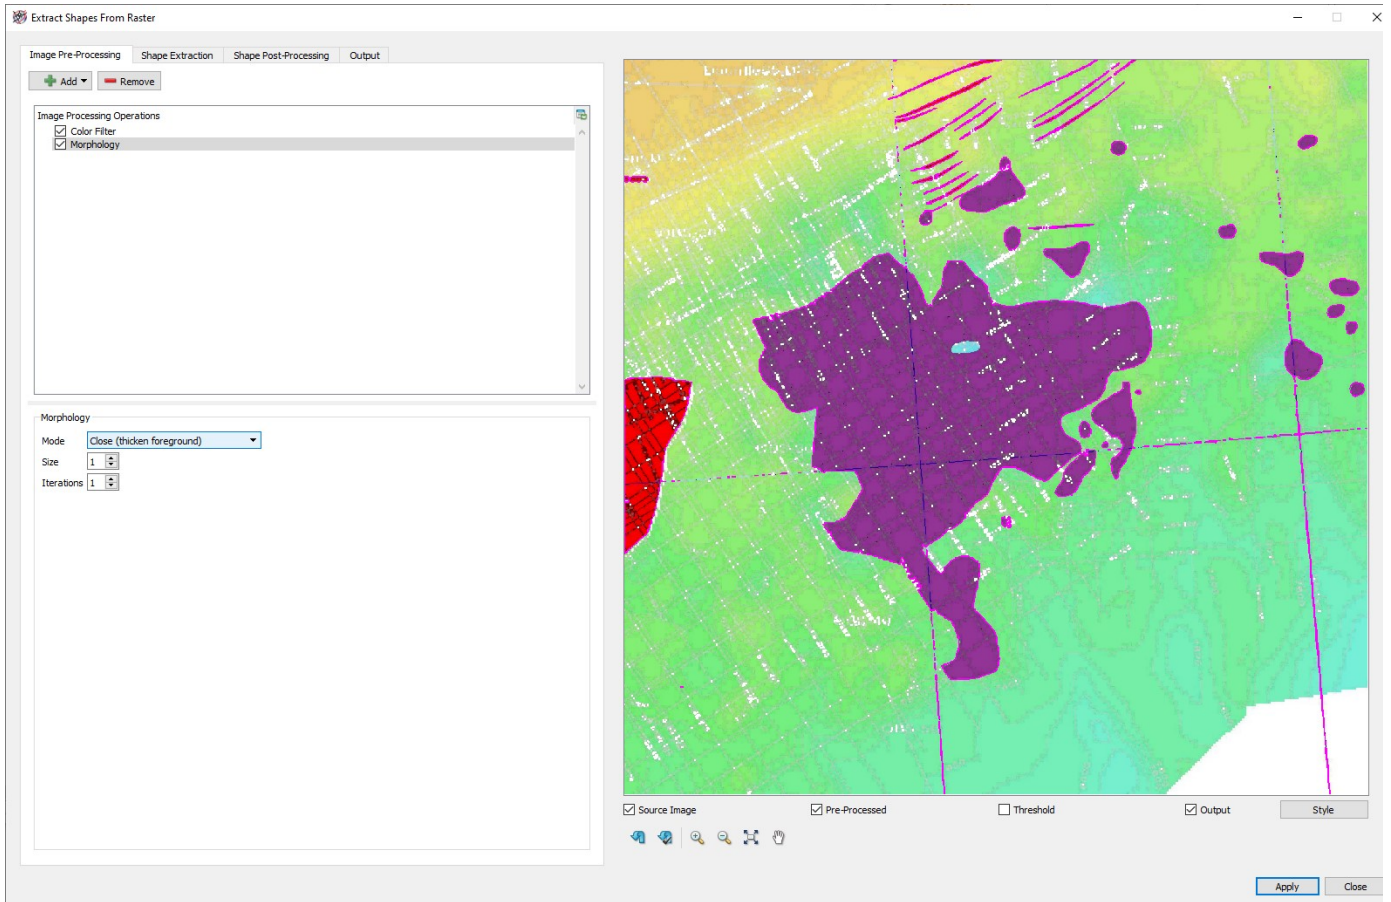 Extract Shapes From Raster
Image Pre-Processing Shape Extraction Shape Post-Processing Output
Add Remove
Image Processing Operations
Color Filter
Morphology
Morphology
Mode Close (thicken foreground)
Size 1
Iterations 1
Source Image Pre-Processed Threshold Output Style
Apply Close